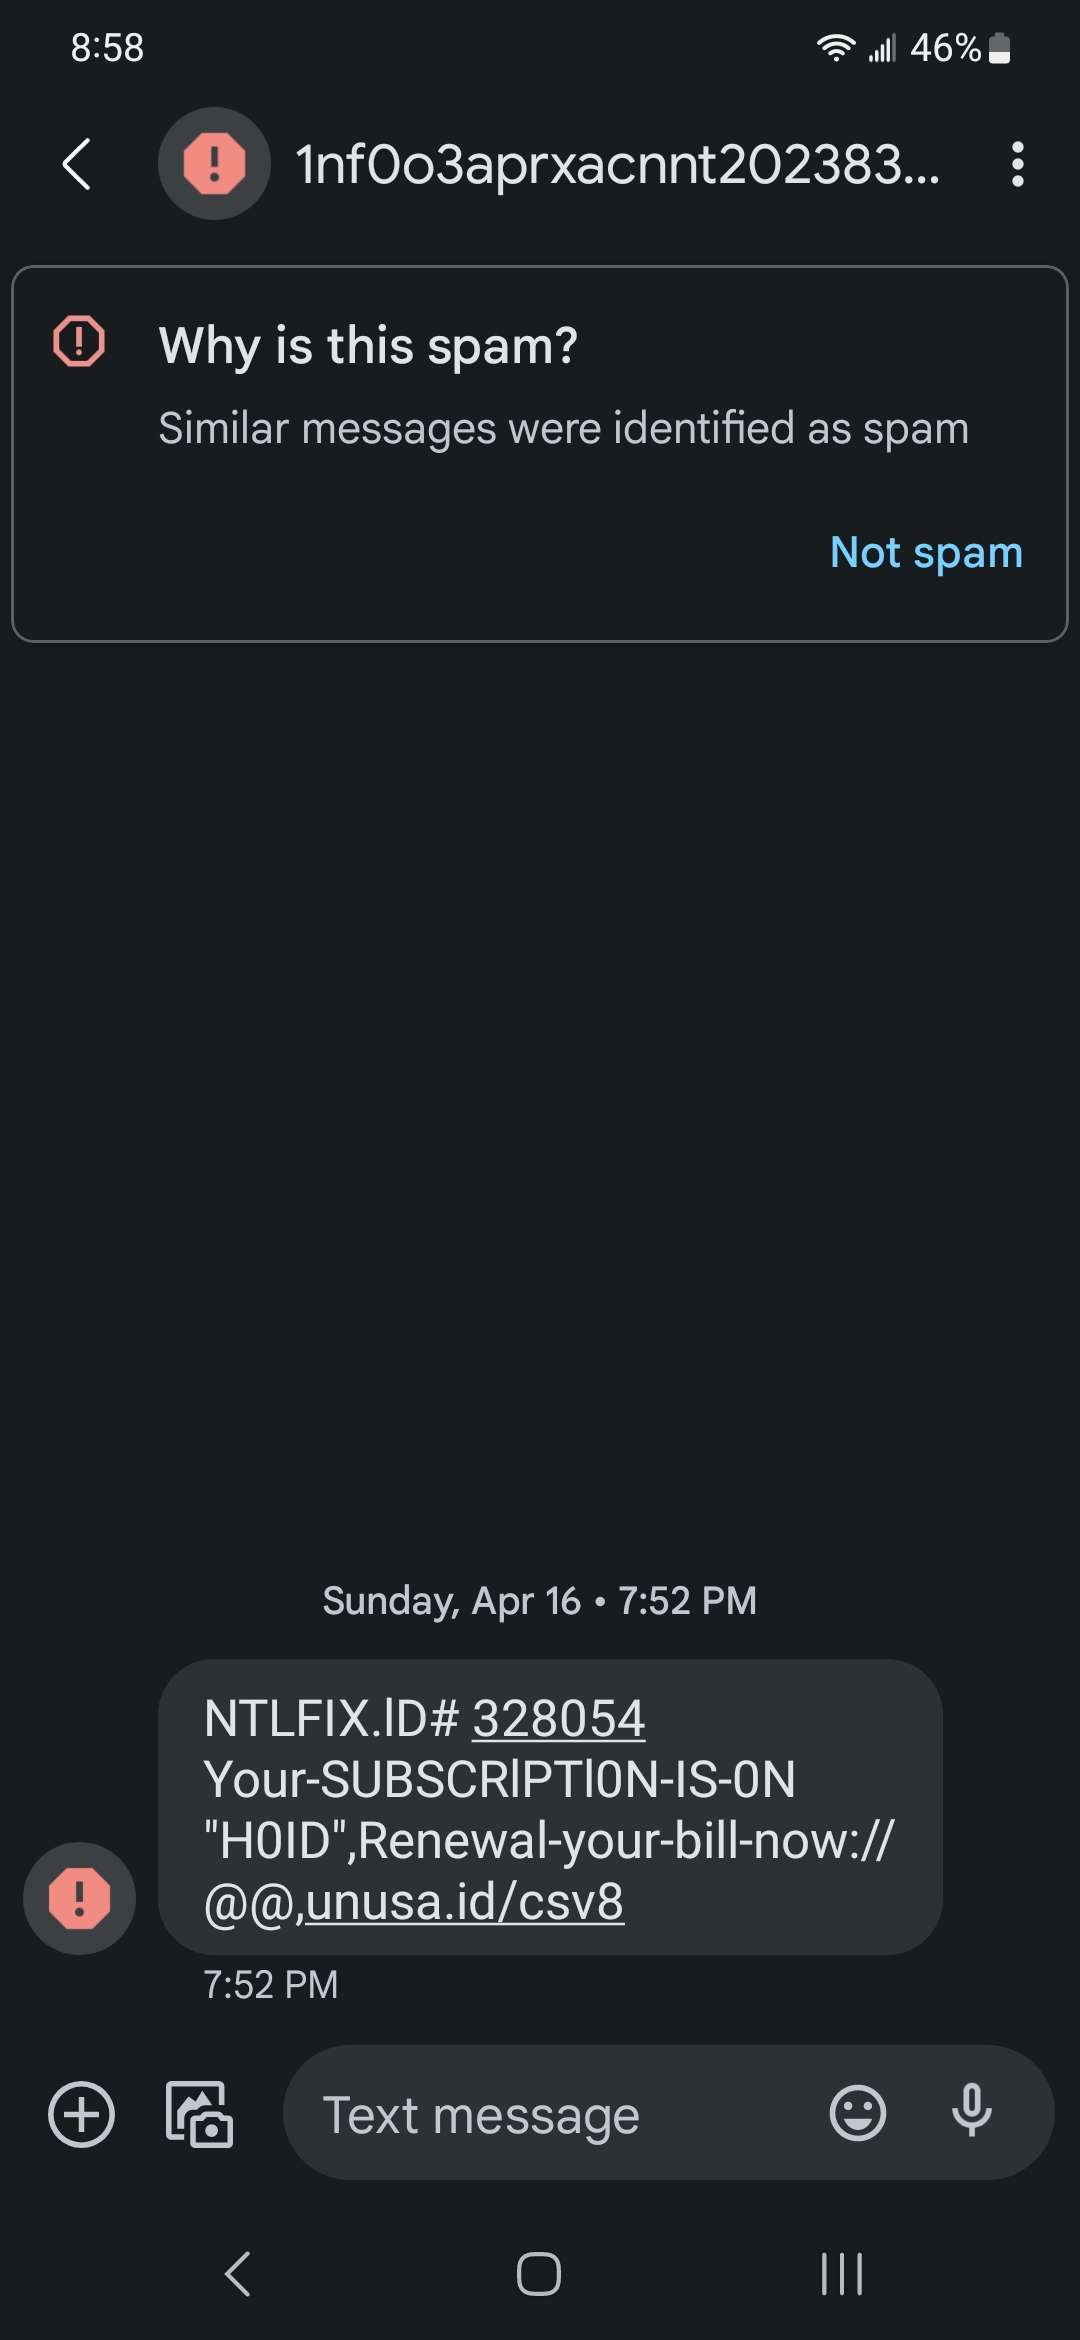 8:58
46%
1nf0o3aprxacnnt202383...
Why is this spam?
Similar messages were identified as spam
Not spam
Sunday, Apr 16 • 7:52 PM
NTLFIX.lD# 328054
Your-SUBSCRlPTl0N-IS-0N
"H0ID",Renewal-your-bill-now://
@@,unusa.id/csv8
7:52 PM
Text message